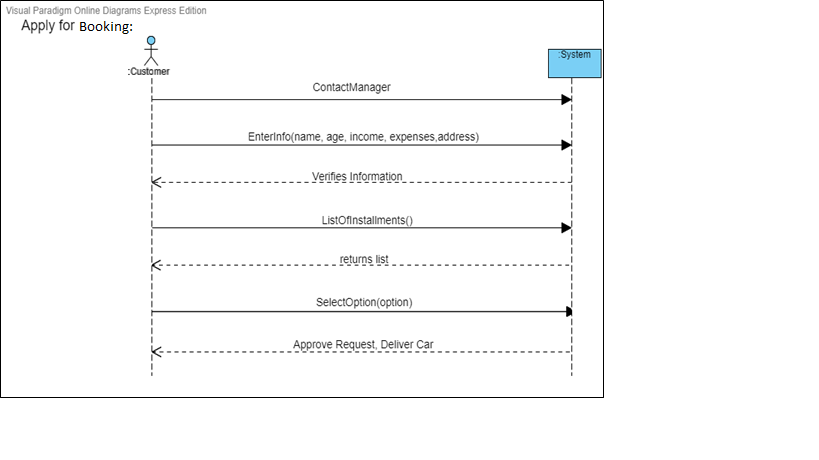 Visual Paradigm Online Diagrams Express Edition
Apply for Booking:
:Customer
:System
ContactManager
EnterInfo(name, age, income, expenses,address)
Verifies Information
ListOfInstallments()
returns list
SelectOption(option)
Approve Request, Deliver Car